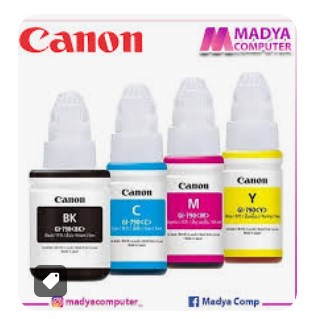 Canon
MADYA
COMPUTER
Canon
BK
GI-790(BK)
Canon
C
GI-790(C)
Canon
M
GI-790(M)
Canon
Y
GI-790(Y)
madyacomputer_
Madya Comp